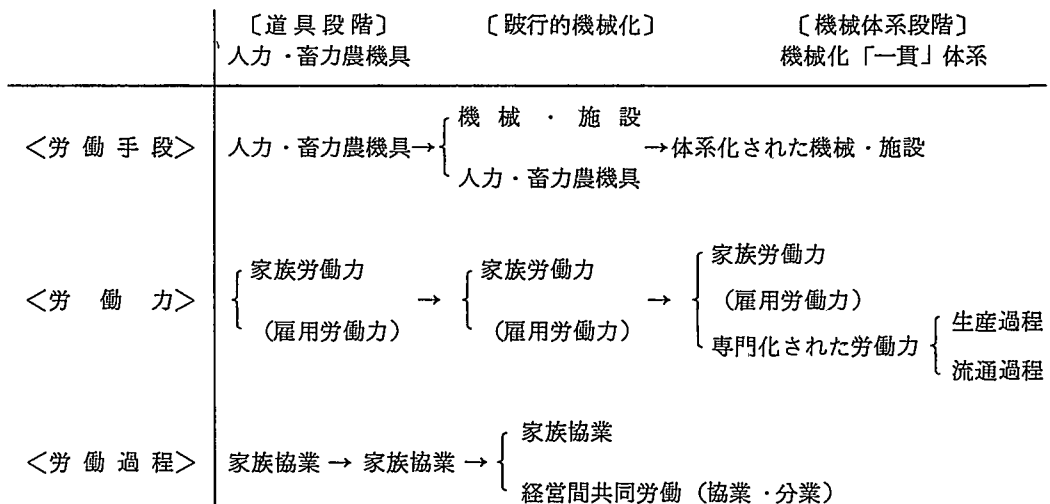 〔道具段階〕 〔跛行的機械化〕 〔機械体系段階〕
人力・畜力農機具 機械化「一貫」体系
機械・施設
<労働手段> 人力・畜力農機具→ →体系化された機械・施設
人力・畜力農機具
家族労働力 家族労働力 家族労働力
<労働力> → → (雇用労働力)
(雇用労働力) (雇用労働力) 専門化された労働力 生産過程
流通過程
家族協業
<労働過程> 家族協業 → 家族協業 →
経営間共同労働(協業・分業)